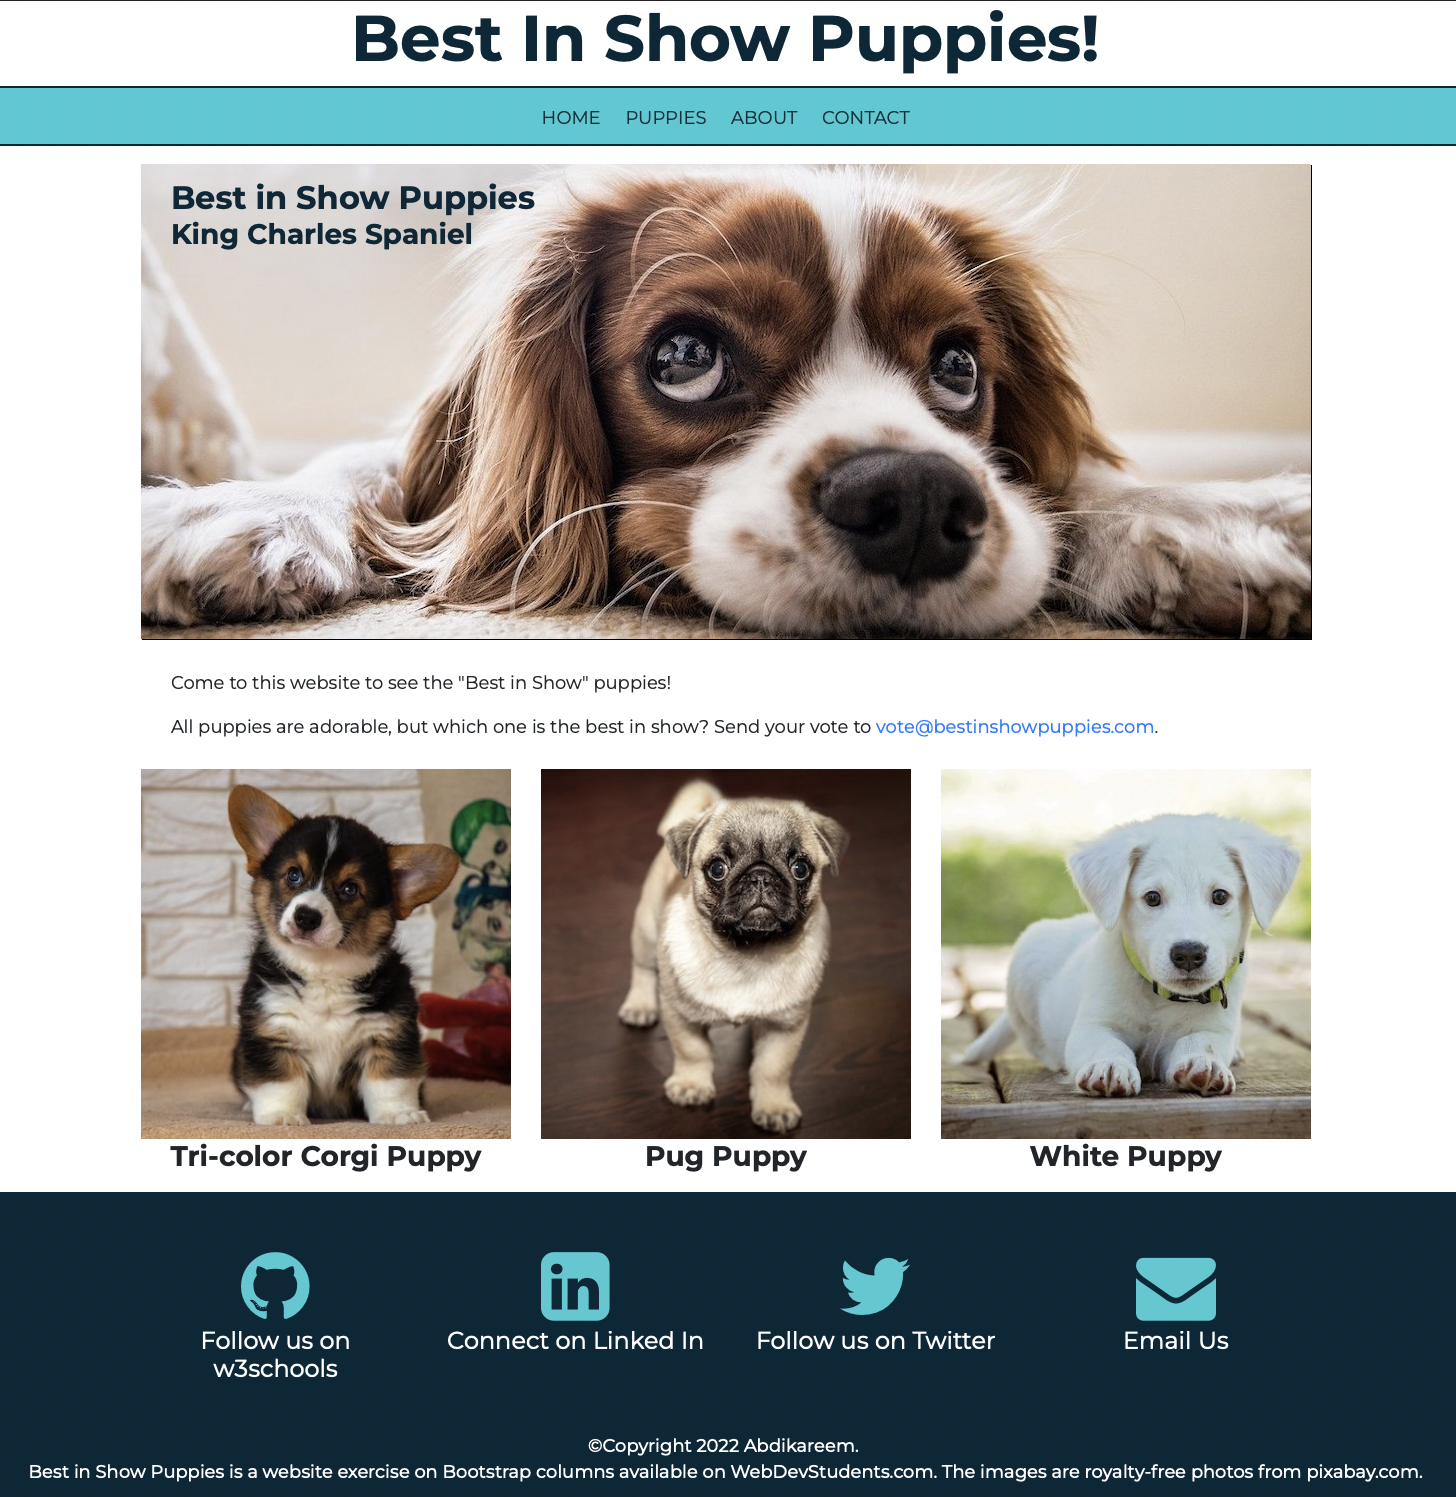 Best In Show Puppies!
HOME PUPPIES ABOUT CONTACT
Best in Show Puppies
King Charles Spaniel
Come to this website to see the "Best in Show" puppies!
All puppies are adorable, but which one is the best in show? Send your vote to vote@bestinshowpuppies.com.
Tri-color Corgi Puppy
Pug Puppy
White Puppy
in
Follow us on
w3schools
Connect on Linked In
Follow us on Twitter
Email Us
©Copyright 2022 Abdikareem.
Best in Show Puppies is a website exercise on Bootstrap columns available on WebDevStudents.com. The images are royalty-free photos from pixabay.com.